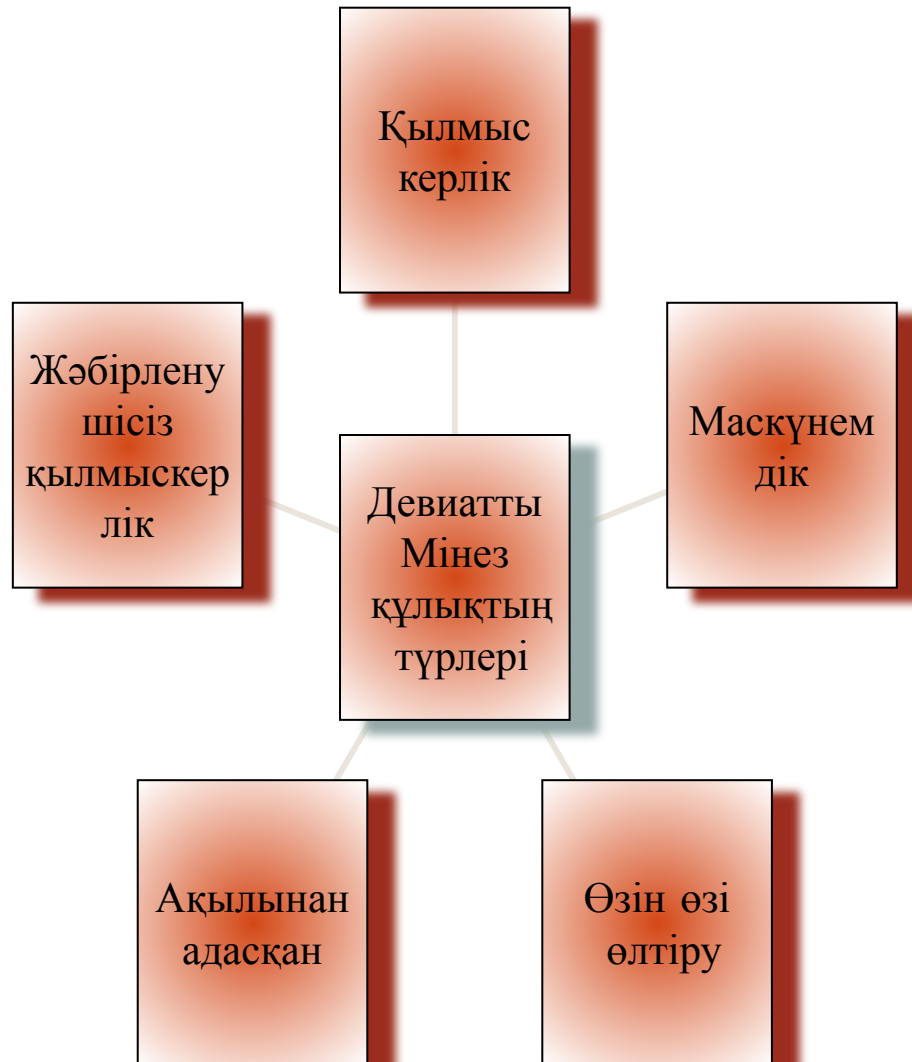 Қылмыс
керлік
Жәбірлену
шісіз
қылмыскер
лік
Маскүнем
дік
Девиатты
Мінез
құлықтың
түрлері
Ақылынан
адасқан
Өзін өзі
өлтіру